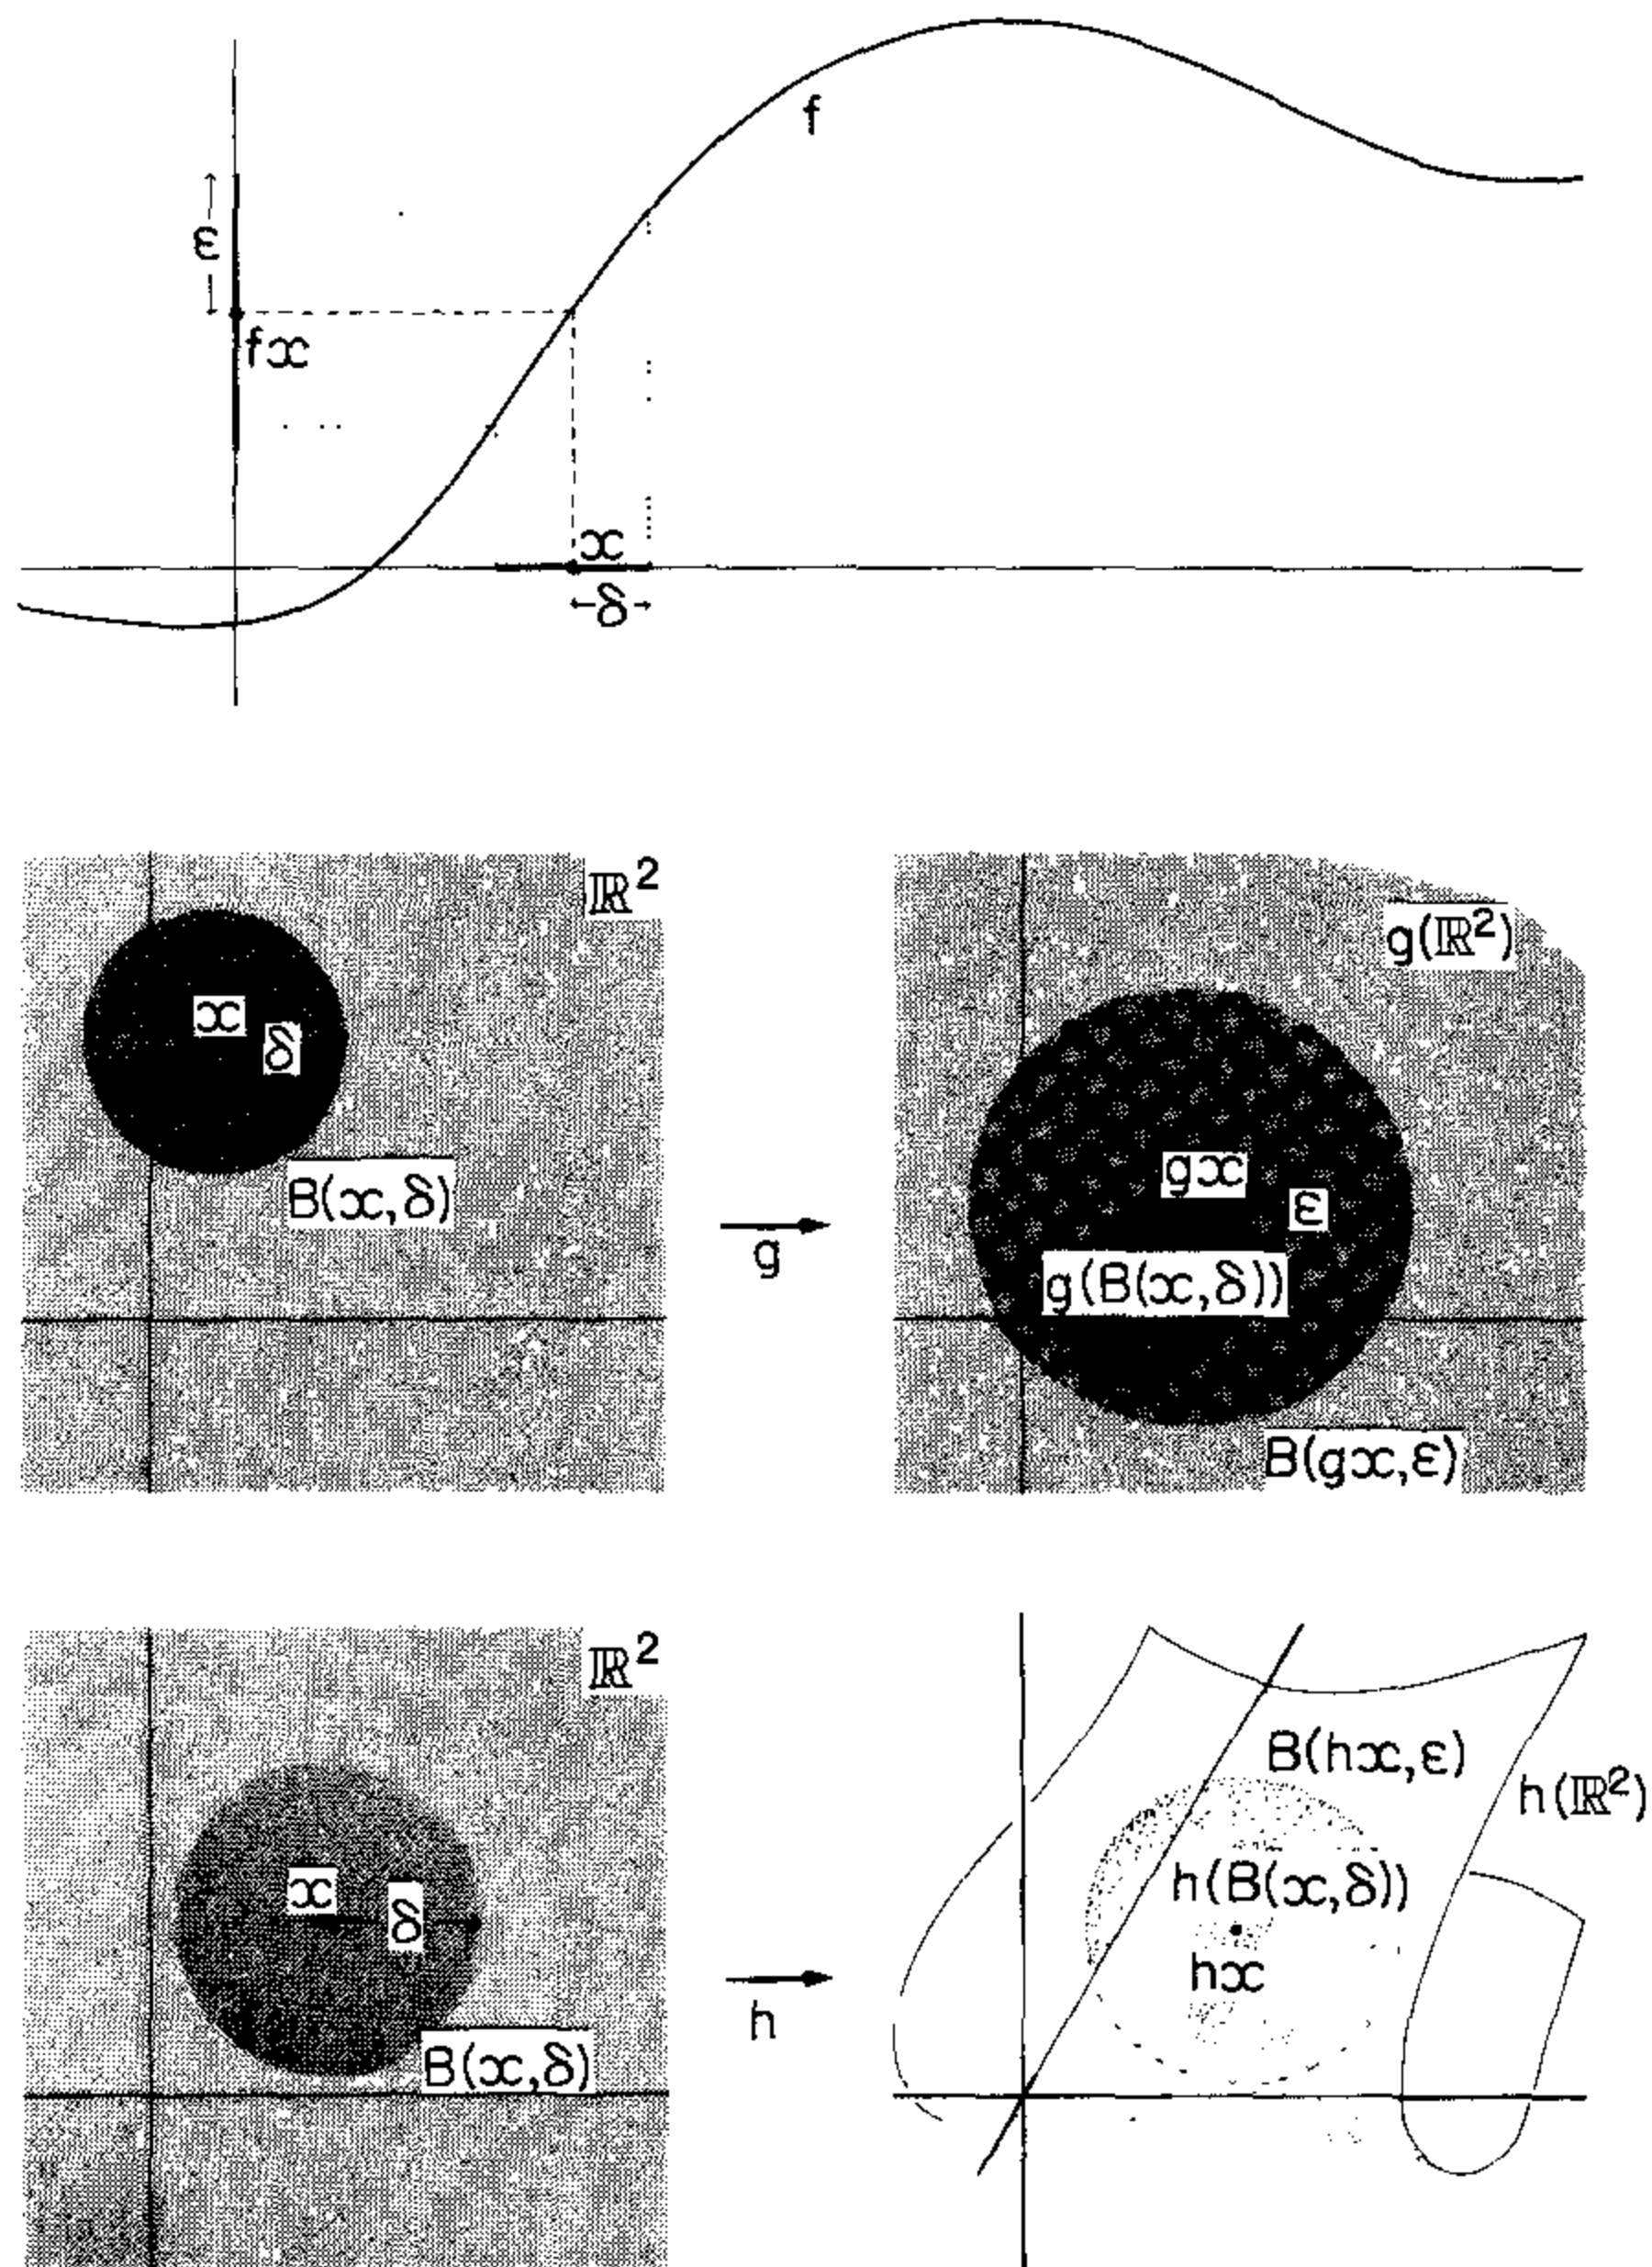 f
ε
fx
x
δ
ℝ²
x
δ
B(x,δ)
g
g(ℝ²)
gx
ε
g(B(x,δ))
B(gx,ε)
ℝ²
x
δ
B(x,δ)
h
B(hx,ε)
h(ℝ²)
h(B(x,δ))
hx